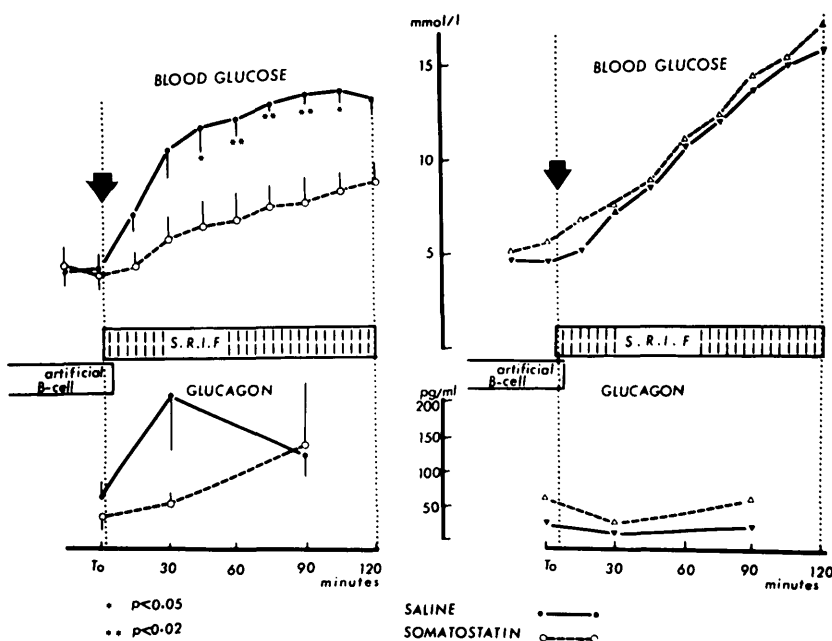 mmol/l
BLOOD GLUCOSE
S.R.I.F
artificial
B-cell
GLUCAGON
To 30 60 90 120
minutes
15
10
5
0
pg/ml
200
150
100
50
BLOOD GLUCOSE
S.R.I.F
artificial
B-cell
GLUCAGON
To 30 60 90 120
minutes
• p<0.05
•• p<0.02
SALINE
SOMATOSTATIN